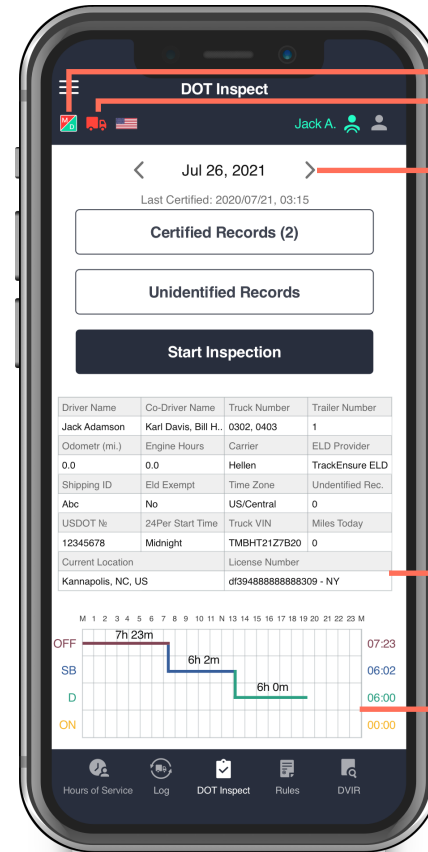 DOT Inspect
M/D
Jack A.
Jul 26, 2021
Last Certified: 2020/07/21, 03:15
Certified Records (2)
Unidentified Records
Start Inspection
Driver Name Co-Driver Name Truck Number Trailer Number
Jack Adamson Karl Davis, Bill H.. 0302, 0403 1
Odometr (mi.) Engine Hours Carrier ELD Provider
0.0 0.0 Hellen TrackEnsure ELD
Shipping ID Eld Exempt Time Zone Undentified Rec.
Abc No US/Central 0
USDOT № 24Per Start Time Truck VIN Miles Today
12345678 Midnight TMBHT21Z7B20 0
Current Location License Number
Kannapolis, NC, US df394888888888309 - NY
M 1 2 3 4 5 6 7 8 9 10 11 N 13 14 15 16 17 18 19 20 21 22 23 M
OFF 7h 23m 07:23
SB 6h 2m 06:02
D 6h 0m 06:00
ON 00:00
Hours of Service Log DOT Inspect Rules DVIR